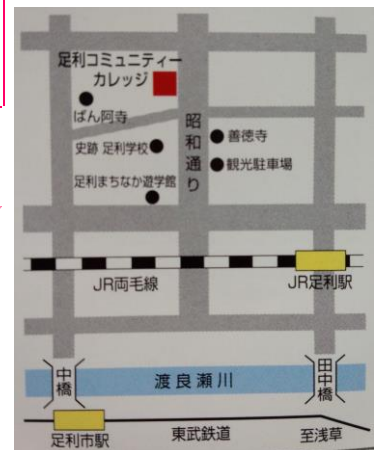 足利コミュニティー
カレッジ
ばん阿寺
史跡 足利学校
足利まちなか遊学館
昭和通り
善徳寺
観光駐車場
JR両毛線
JR足利駅
中橋
渡良瀬川
田中橋
足利市駅
東武鉄道
至浅草